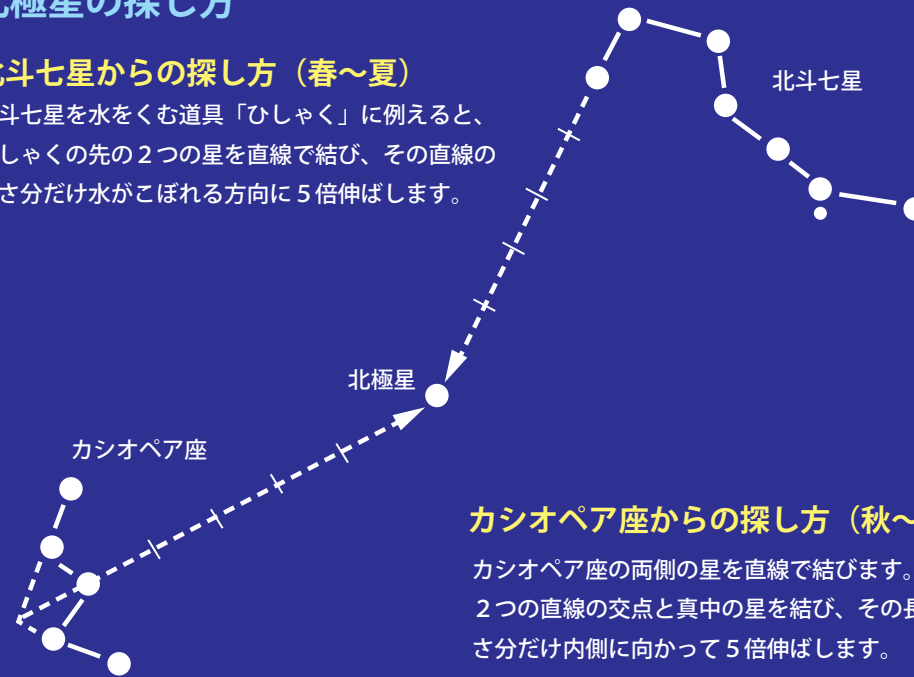 北極星の探し方
北斗七星からの探し方（春～夏）
斗七星を水をくむ道具「ひしゃく」に例えると、
しゃくの先の２つの星を直線で結び、その直線の
さ分だけ水がこぼれる方向に５倍伸ばします。
北斗七星
北極星
カシオペア座
カシオペア座からの探し方（秋～
カシオペア座の両側の星を直線で結びます。
２つの直線の交点と真中の星を結び、その長
さ分だけ内側に向かって５倍伸ばします。